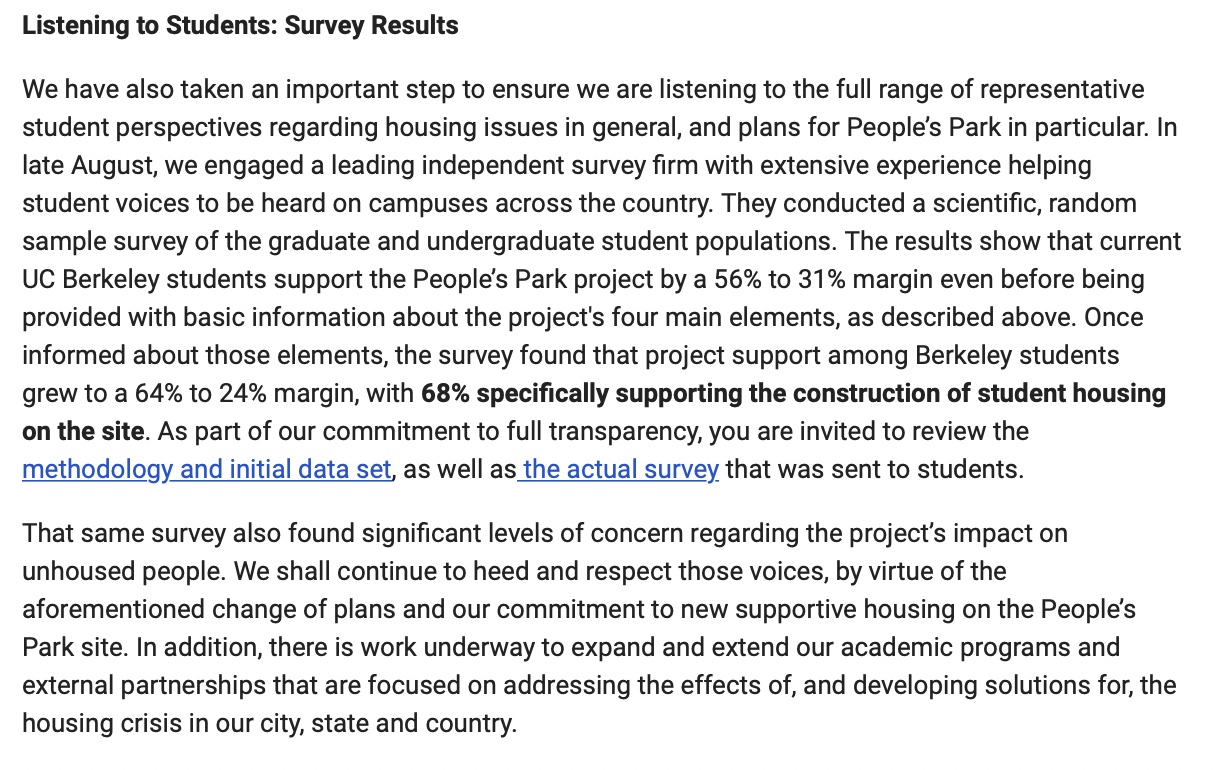 Listening to Students: Survey Results
We have also taken an important step to ensure we are listening to the full range of representative
student perspectives regarding housing issues in general, and plans for People’s Park in particular. In
late August, we engaged a leading independent survey firm with extensive experience helping
student voices to be heard on campuses across the country. They conducted a scientific, random
sample survey of the graduate and undergraduate student populations. The results show that current
UC Berkeley students support the People’s Park project by a 56% to 31% margin even before being
provided with basic information about the project's four main elements, as described above. Once
informed about those elements, the survey found that project support among Berkeley students
grew to a 64% to 24% margin, with 68% specifically supporting the construction of student housing
on the site. As part of our commitment to full transparency, you are invited to review the
methodology and initial data set, as well as the actual survey that was sent to students.
That same survey also found significant levels of concern regarding the project’s impact on
unhoused people. We shall continue to heed and respect those voices, by virtue of the
aforementioned change of plans and our commitment to new supportive housing on the People’s
Park site. In addition, there is work underway to expand and extend our academic programs and
external partnerships that are focused on addressing the effects of, and developing solutions for, the
housing crisis in our city, state and country.